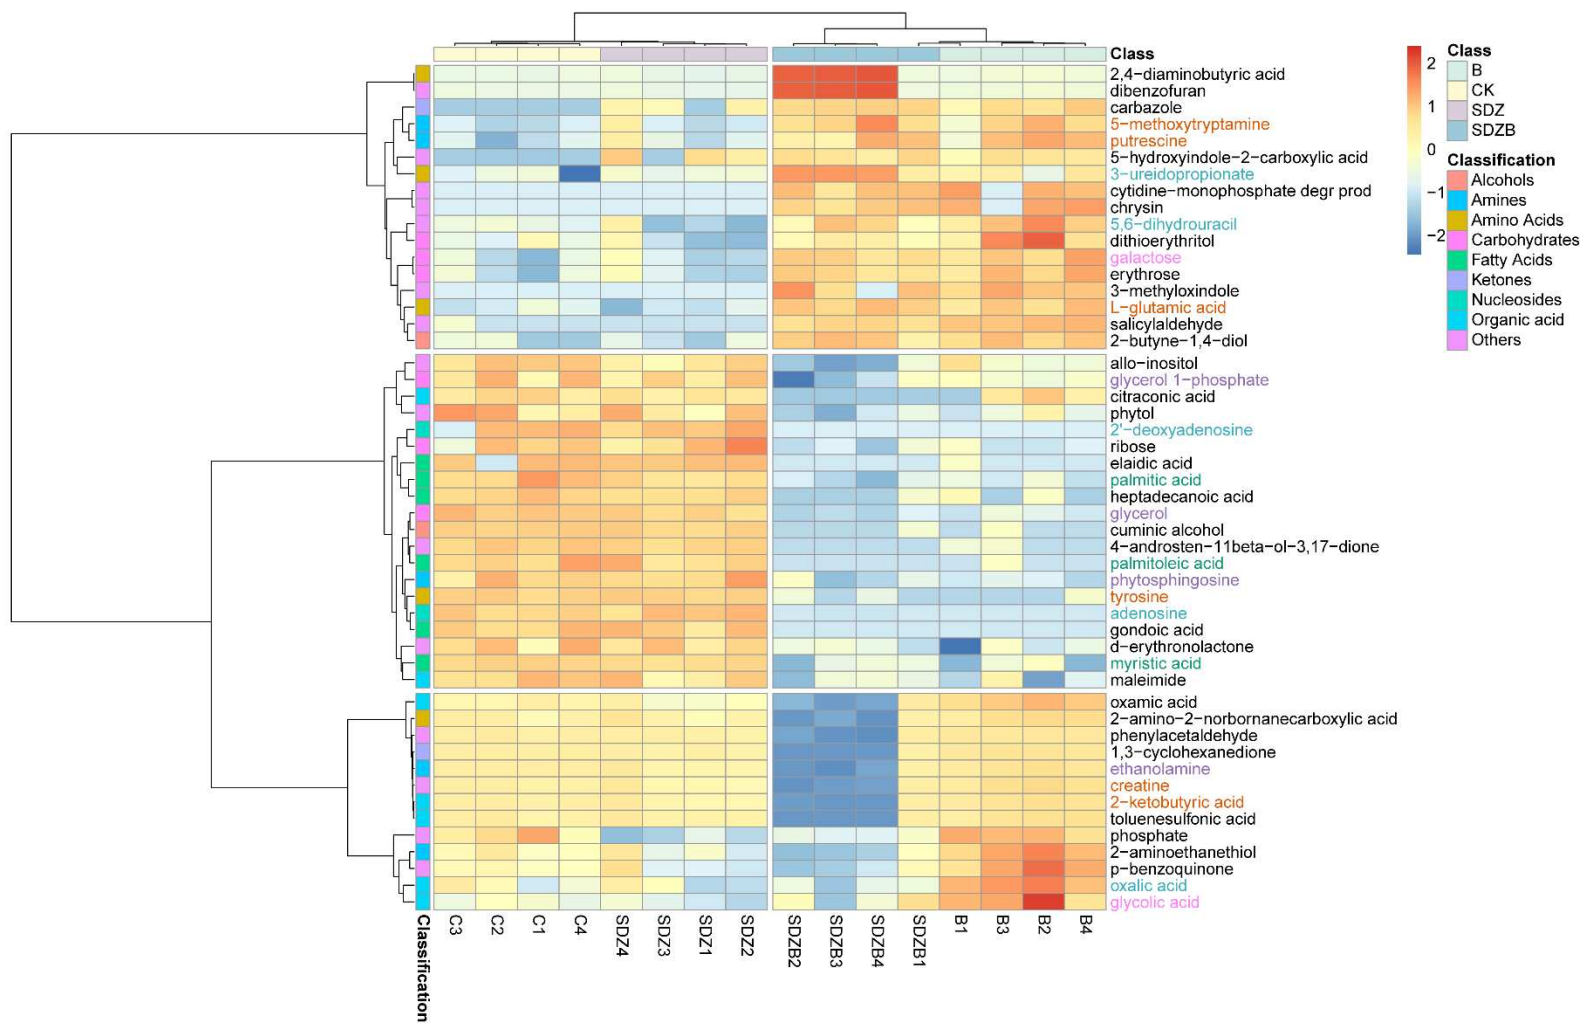 Class
2,4−diaminobutyric acid
dibenzofuran
carbazole
5−methoxytryptamine
putrescine
5−hydroxyindole−2−carboxylic acid
3−ureidopropionate
cytidine−monophosphate degr prod
chrysin
5,6−dihydrouracil
dithioerythritol
galactose
erythrose
3−methyloxindole
L−glutamic acid
salicylaldehyde
2−butyne−1,4−diol
allo−inositol
glycerol 1−phosphate
citraconic acid
phytol
2'−deoxyadenosine
ribose
elaidic acid
palmitic acid
heptadecanoic acid
glycerol
cuminic alcohol
4−androsten−11beta−ol−3,17−dione
palmitoleic acid
phytosphingosine
tyrosine
adenosine
gondoic acid
d−erythronolactone
myristic acid
maleimide
oxamic acid
2−amino−2−norbornanecarboxylic acid
phenylacetaldehyde
1,3−cyclohexanedione
ethanolamine
creatine
2−ketobutyric acid
toluenesulfonic acid
phosphate
2−aminoethanethiol
p−benzoquinone
oxalic acid
glycolic acid
Classification
C3
C2
C1
C4
SDZ4
SDZ3
SDZ1
SDZ2
SDZB2
SDZB3
SDZB4
SDZB1
B1
B3
B2
B4
2
1
0
−1
−2
Class
B
CK
SDZ
SDZB
Classification
Alcohols
Amines
Amino Acids
Carbohydrates
Fatty Acids
Ketones
Nucleosides
Organic acid
Others